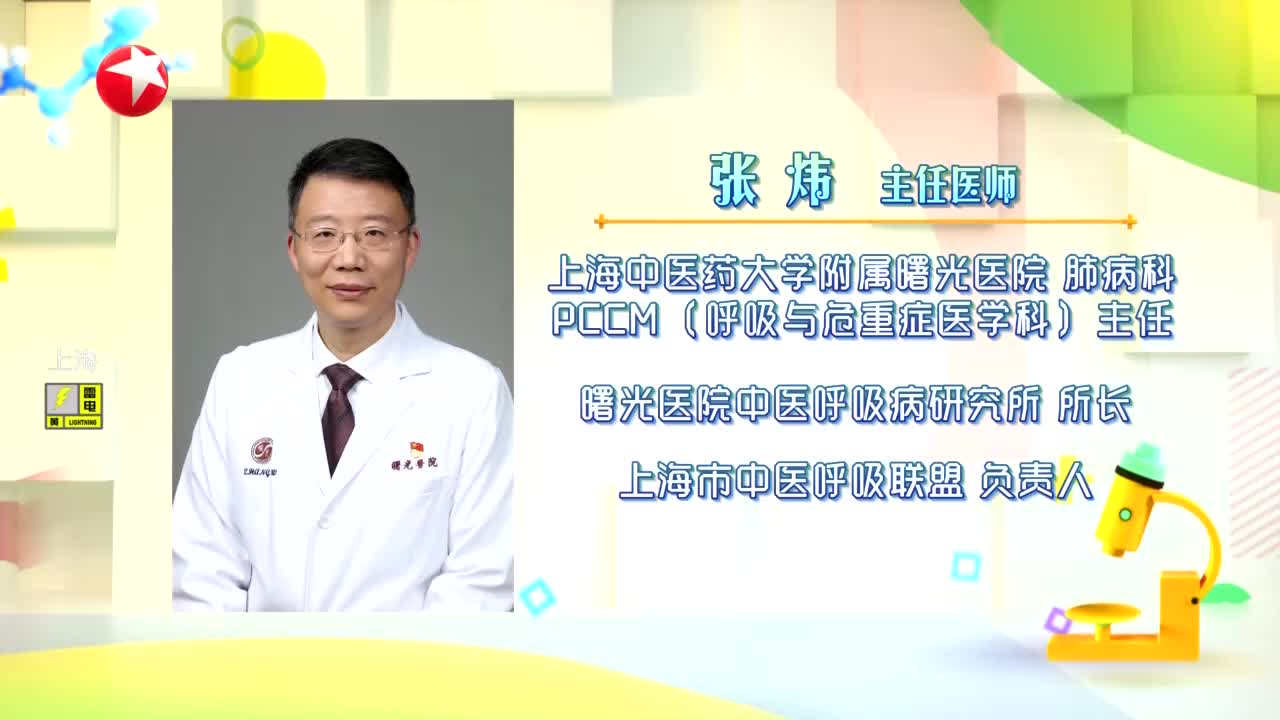 张 炜 主任医师
上海中医药大学附属曙光医院 肺病科
PCCM（呼吸与危重症医学科）主任
曙光医院中医呼吸病研究所 所长
上海市中医呼吸联盟 负责人
上海
雷电
黄 LIGHTNING
曙光醫院